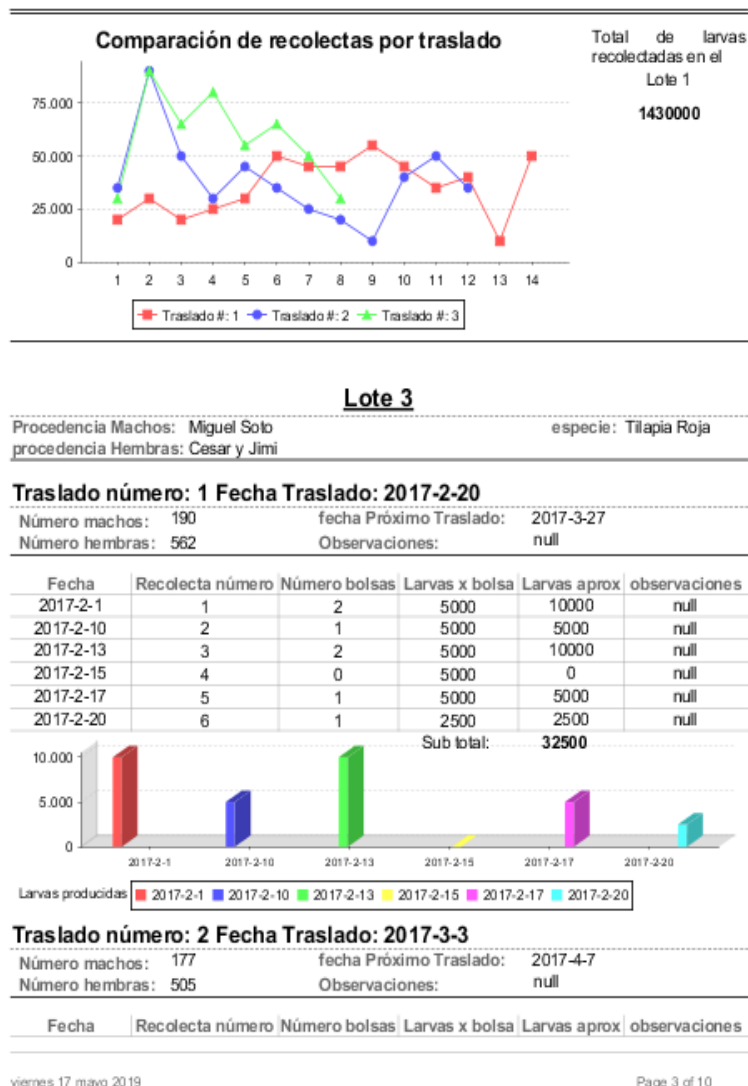 Comparación de recolectas por traslado
Total de larvas
recolectadas en el
Lote 1
1430000
75.000
50.000
25.000
0
1 2 3 4 5 6 7 8 9 10 11 12 13 14
Traslado #: 1 Traslado #: 2 Traslado #: 3
Lote 3
Procedencia Machos: Miguel Soto especie: Tilapia Roja
procedencia Hembras: Cesar y Jimi
Traslado número: 1 Fecha Traslado: 2017-2-20
Número machos: 190 fecha Próximo Traslado: 2017-3-27
Número hembras: 562 Observaciones: null
Fecha Recolecta número Número bolsas Larvas x bolsa Larvas aprox observaciones
2017-2-1 1 2 5000 10000 null
2017-2-10 2 1 5000 5000 null
2017-2-13 3 2 5000 10000 null
2017-2-15 4 0 5000 0 null
2017-2-17 5 1 5000 5000 null
2017-2-20 6 1 2500 2500 null
Sub total: 32500
10.000
5.000
0
2017-2-1 2017-2-10 2017-2-13 2017-2-15 2017-2-17 2017-2-20
Larvas producidas 2017-2-1 2017-2-10 2017-2-13 2017-2-15 2017-2-17 2017-2-20
Traslado número: 2 Fecha Traslado: 2017-3-3
Número machos: 177 fecha Próximo Traslado: 2017-4-7
Número hembras: 505 Observaciones: null
Fecha Recolecta número Número bolsas Larvas x bolsa Larvas aprox observaciones
viernes 17 mayo 2019 Page 3 of 10